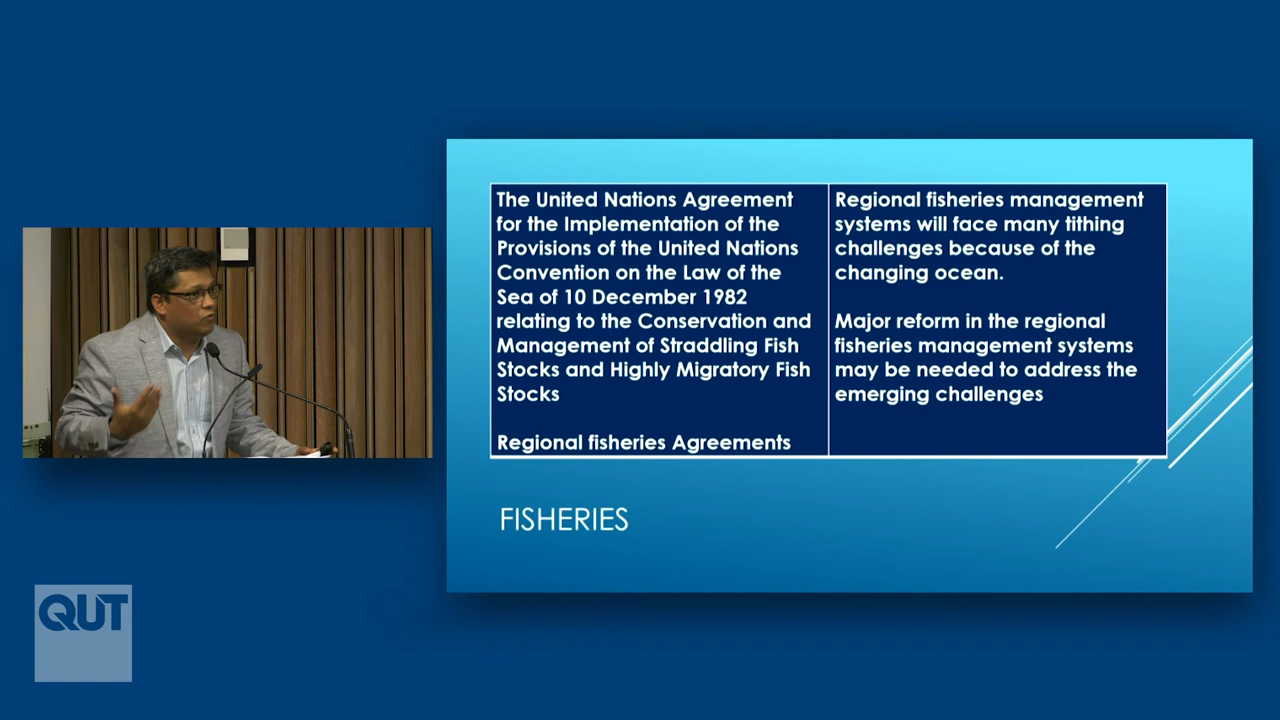 The United Nations Agreement
for the Implementation of the
Provisions of the United Nations
Convention on the Law of the
Sea of 10 December 1982
relating to the Conservation and
Management of Straddling Fish
Stocks and Highly Migratory Fish
Stocks
Regional fisheries Agreements
Regional fisheries management
systems will face many tithing
challenges because of the
changing ocean.
Major reform in the regional
fisheries management systems
may be needed to address the
emerging challenges
FISHERIES
QUT